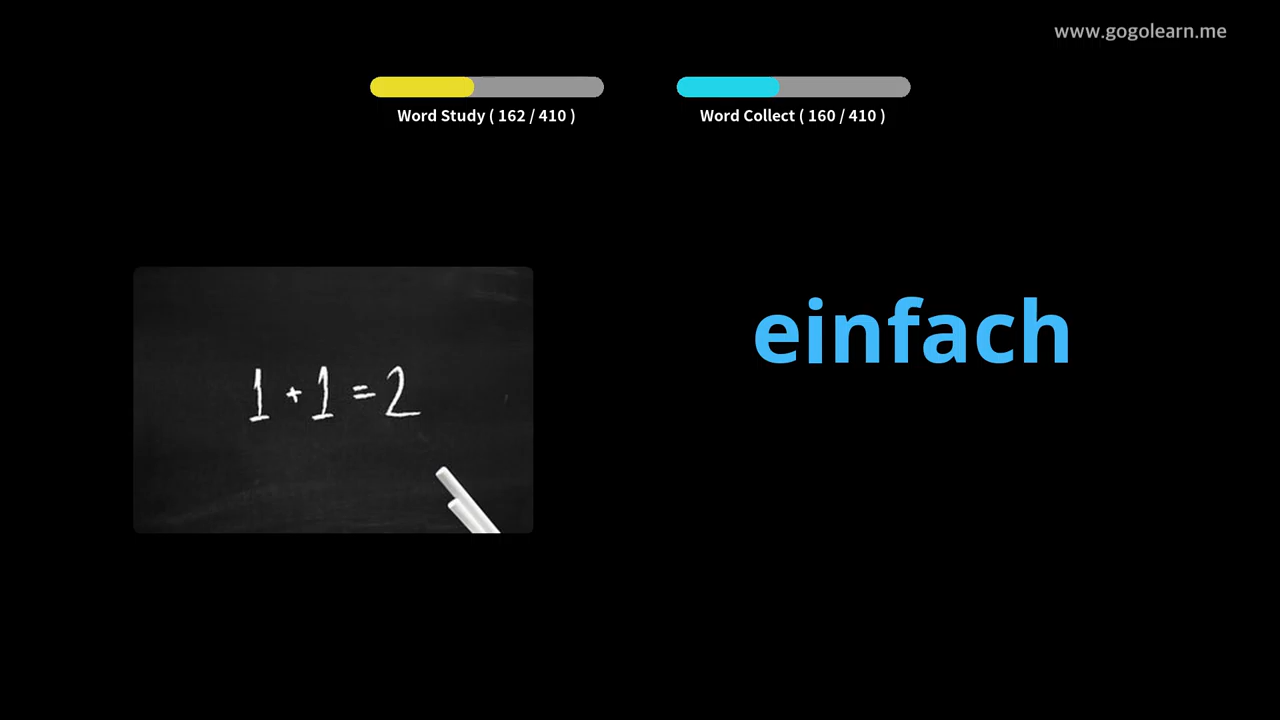 www.gogolearn.me
Word Study ( 162 / 410 )
Word Collect ( 160 / 410 )
1 + 1 = 2
einfach